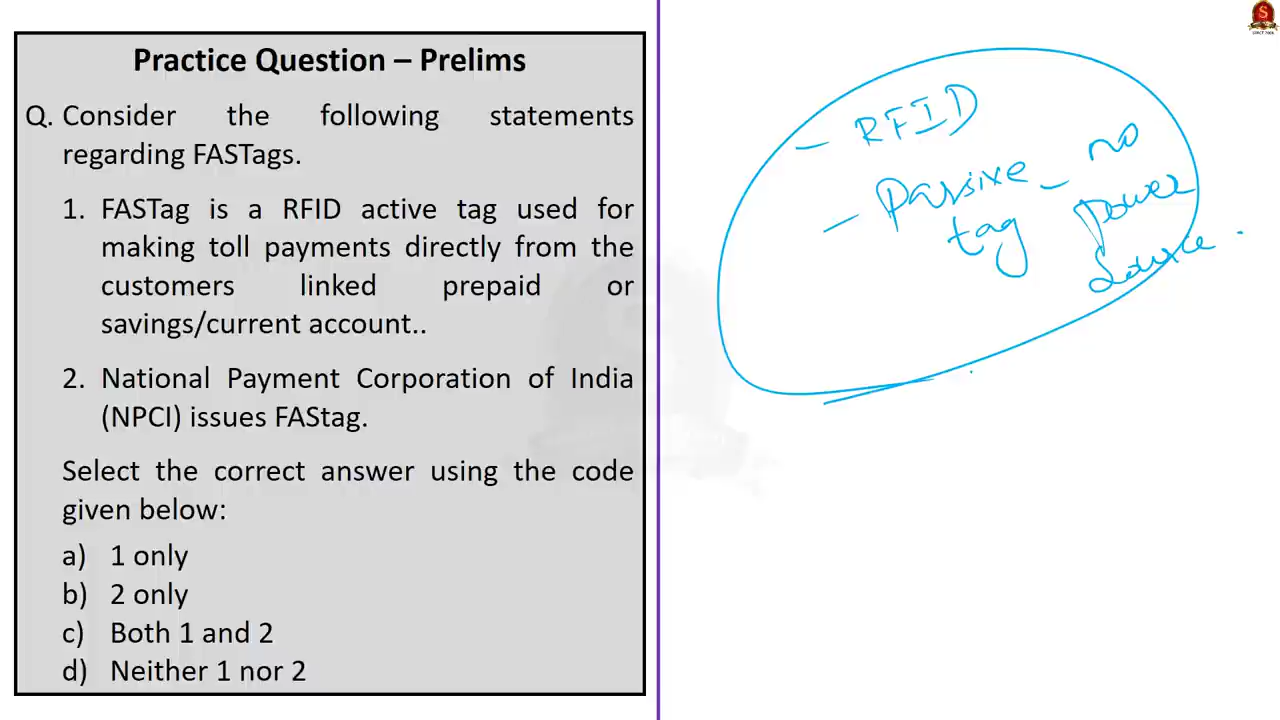 Practice Question – Prelims
Q. Consider the following statements
regarding FASTags.
1. FASTag is a RFID active tag used for
making toll payments directly from the
customers linked prepaid or
savings/current account..
2. National Payment Corporation of India
(NPCI) issues FAStag.
Select the correct answer using the code
given below:
a) 1 only
b) 2 only
c) Both 1 and 2
d) Neither 1 nor 2
– RFID
– Passive tag – no power source.
S
SINCE 2004